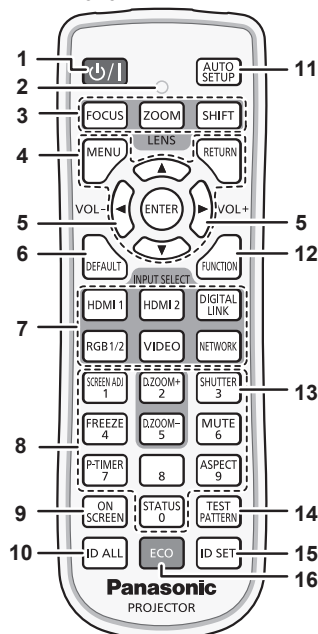 1
⏻/|
AUTO SETUP
11
2
3
FOCUS ZOOM SHIFT
LENS
4
MENU
RETURN
▲
VOL− ◀ ENTER ▶ VOL+
5
5
▼
6
DEFAULT
FUNCTION
12
INPUT SELECT
7
HDMI 1 HDMI 2 DIGITAL LINK
RGB1/2 VIDEO NETWORK
8
SCREEN ADJ 1
D.ZOOM+ 2
SHUTTER 3
13
FREEZE 4
D.ZOOM− 5
MUTE 6
P-TIMER 7
8
ASPECT 9
9
ON SCREEN
STATUS 0
TEST PATTERN
14
10
ID ALL
ECO
ID SET
15
16
Panasonic
PROJECTOR